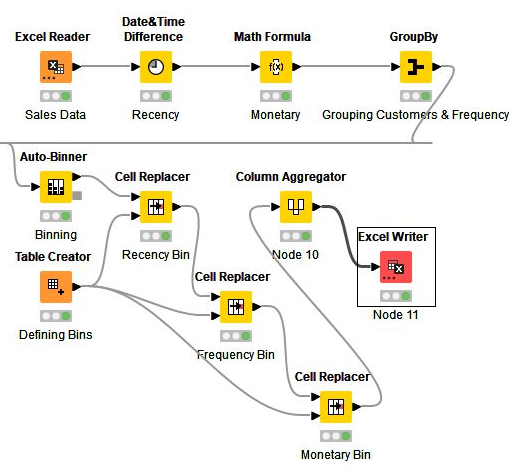 Excel Reader
Date&Time
Difference
Math Formula
GroupBy
f(x)
Sales Data
Recency
Monetary
Grouping Customers & Frequency
Auto-Binner
Cell Replacer
Column Aggregator
Binning
Recency Bin
Node 10
Excel Writer
Table Creator
Cell Replacer
Defining Bins
Node 11
Frequency Bin
Cell Replacer
Monetary Bin